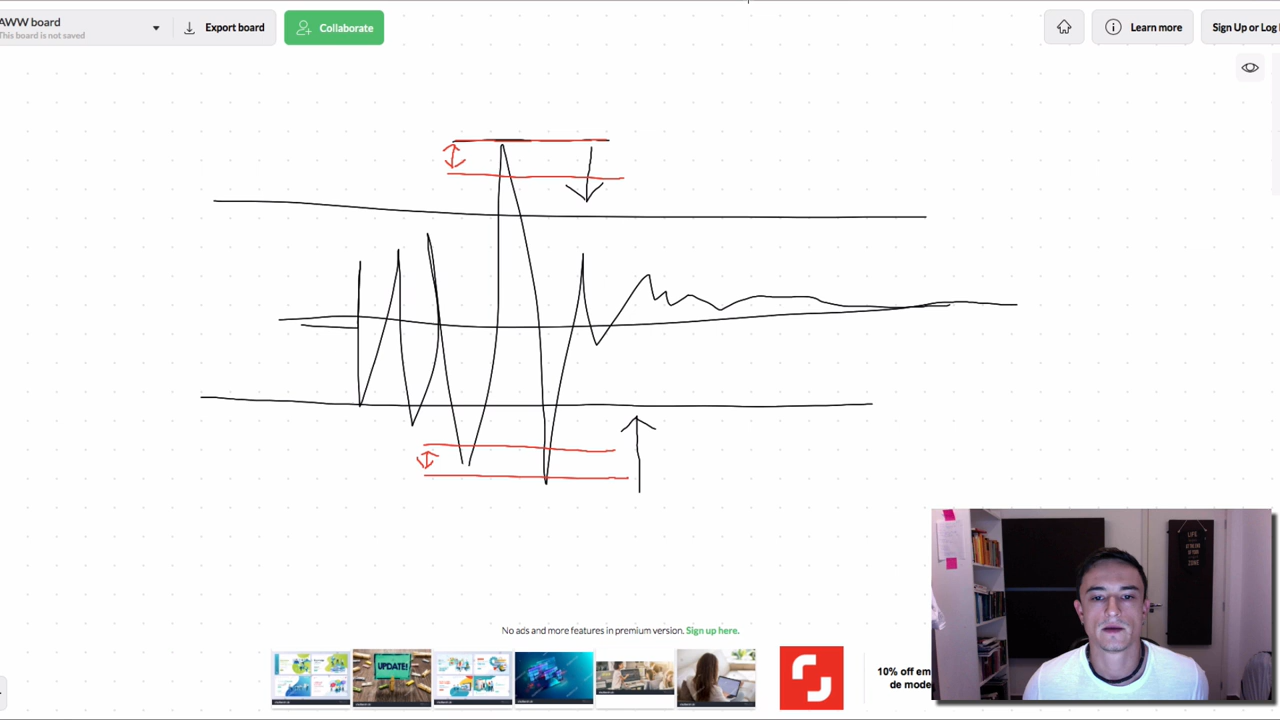 AWW board
This board is not saved
Export board
Collaborate
Learn more
Sign Up or Log
No ads and more features in premium version. Sign up here.
UPDATE!
10% off em
de mode
LIFE